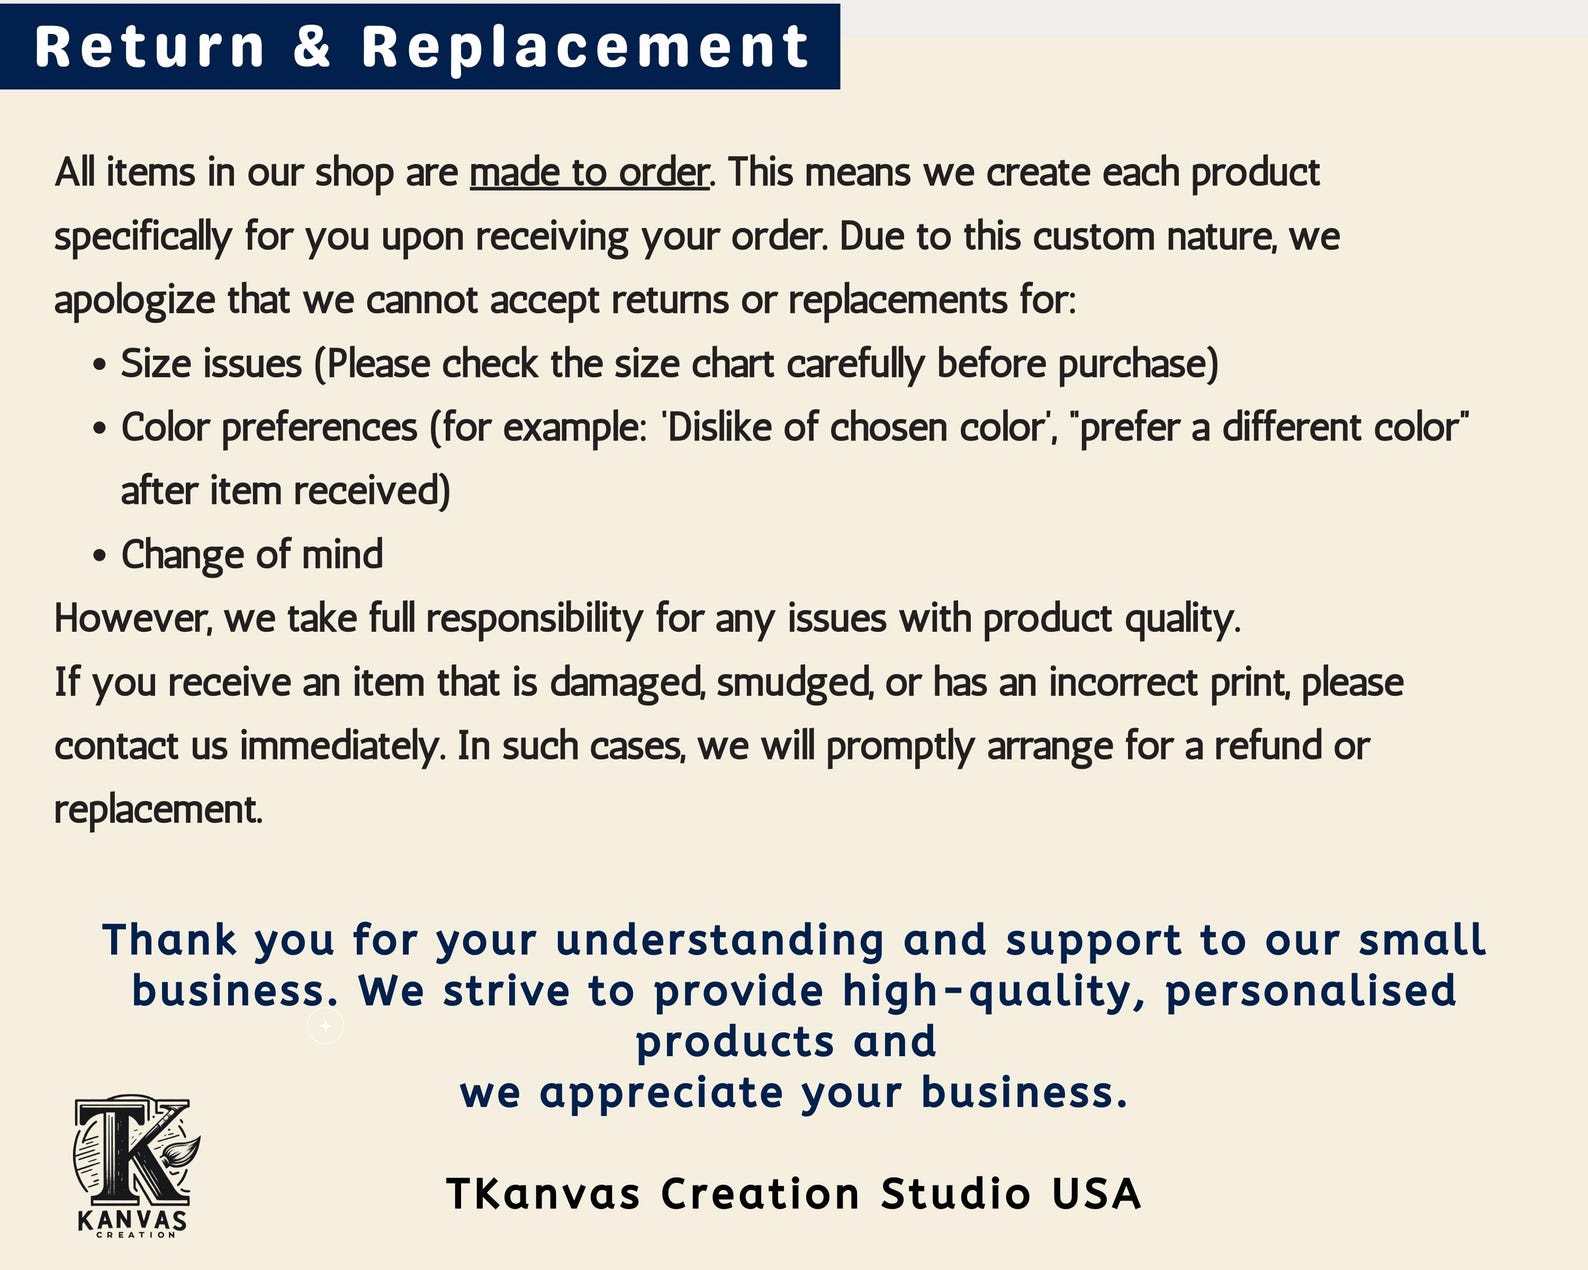 Return & Replacement
All items in our shop are made to order. This means we create each product
specifically for you upon receiving your order. Due to this custom nature, we
apologize that we cannot accept returns or replacements for:
• Size issues (Please check the size chart carefully before purchase)
• Color preferences (for example: 'Dislike of chosen color', "prefer a different color"
after item received)
• Change of mind
However, we take full responsibility for any issues with product quality.
If you receive an item that is damaged, smudged, or has an incorrect print, please
contact us immediately. In such cases, we will promptly arrange for a refund or
replacement.
Thank you for your understanding and support to our small
business. We strive to provide high-quality, personalised
products and
we appreciate your business.
TK
KANVAS
CREATION
TKanvas Creation Studio USA